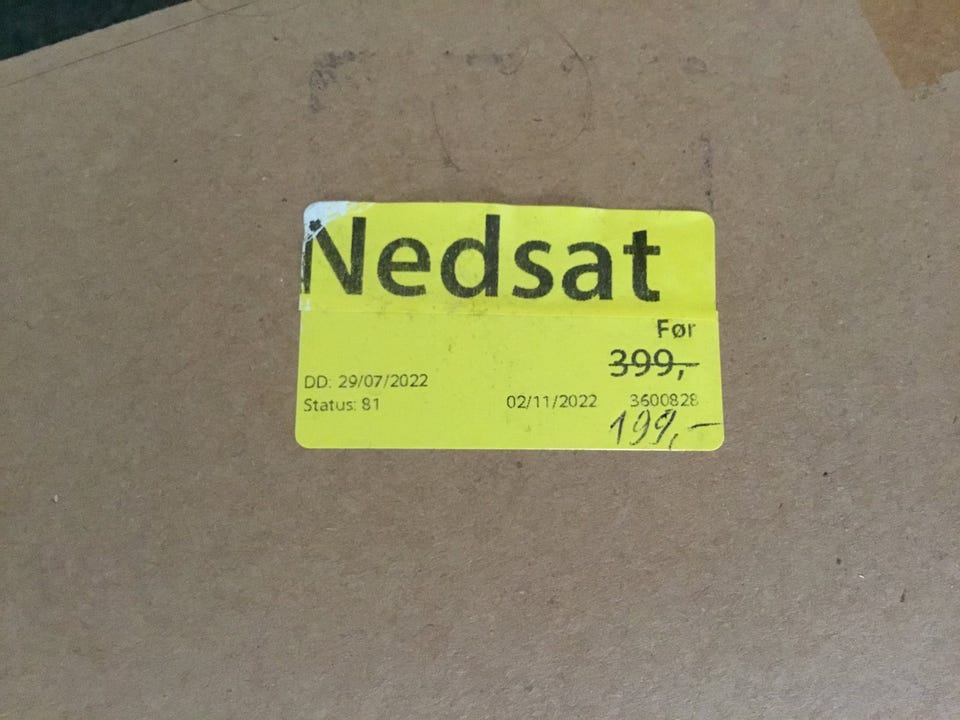 Nedsat
Før
399,-
DD: 29/07/2022
Status: 81 02/11/2022 3600828
199,-